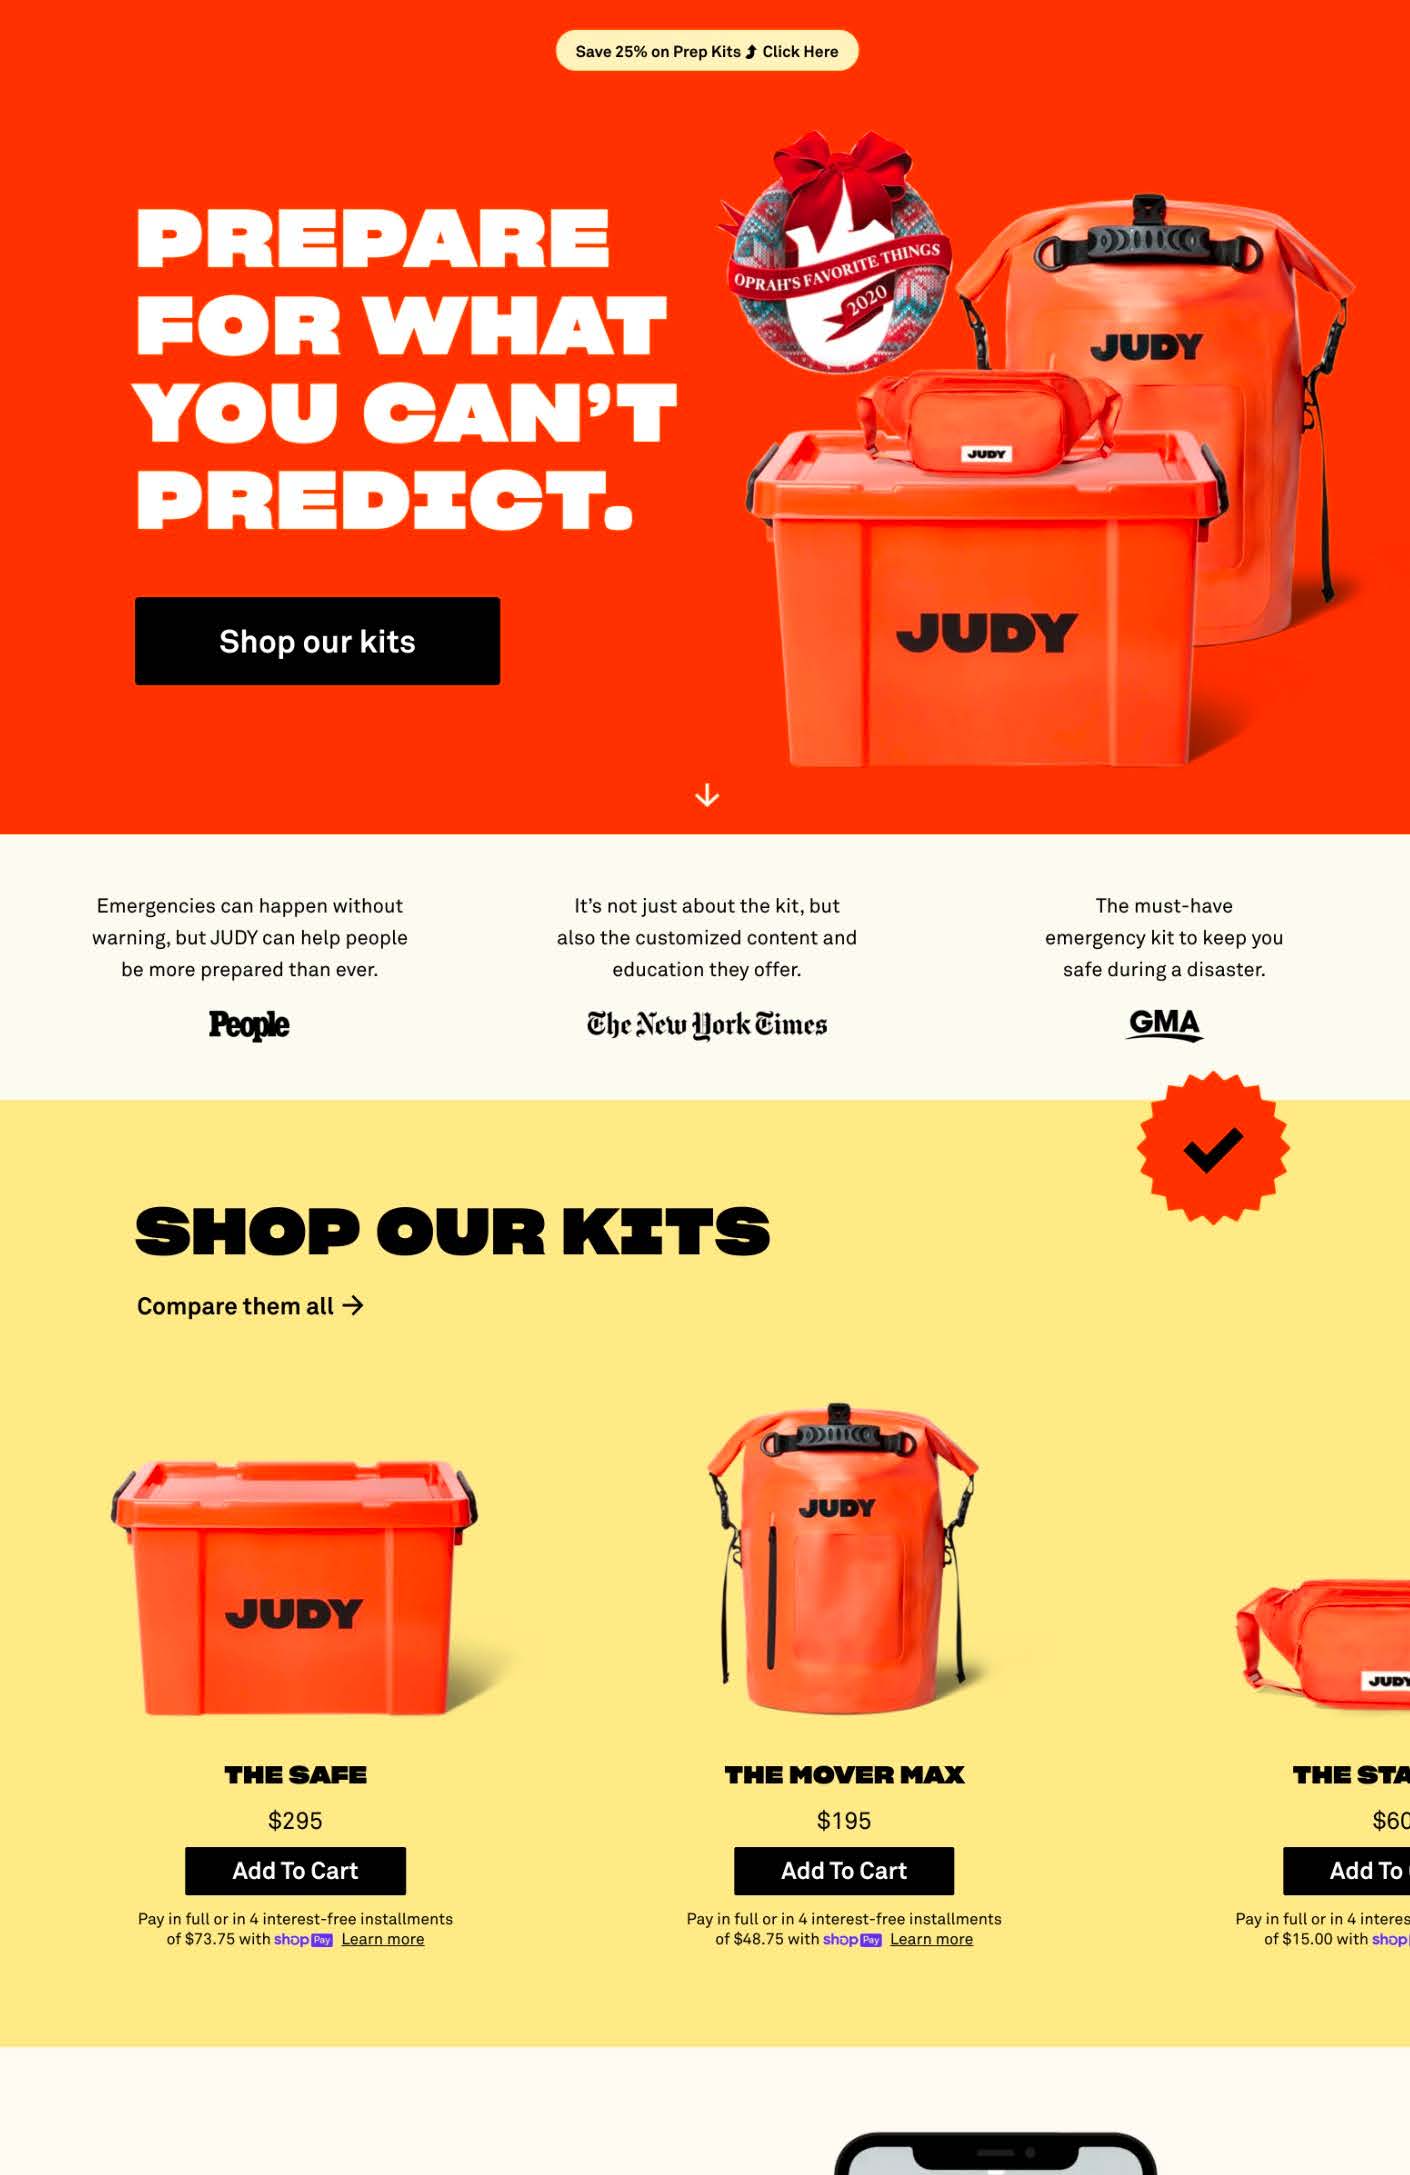 Save 25% on Prep Kits Click Here
PREPARE
FOR WHAT
YOU CAN'T
PREDICT.
Shop our kits
OPRAH'S FAVORITE THINGS
2020
JUDY
JUDY
JUDY
Emergencies can happen without
warning, but JUDY can help people
be more prepared than ever.
People
It's not just about the kit, but
also the customized content and
education they offer.
The New York Times
The must-have
emergency kit to keep you
safe during a disaster.
GMA
SHOP OUR KITS
Compare them all →
JUDY
THE SAFE
$295
Add To Cart
Pay in full or in 4 interest-free installments
of $73.75 with shop Pay Learn more
JUDY
THE MOVER MAX
$195
Add To Cart
Pay in full or in 4 interest-free installments
of $48.75 with shop Pay Learn more
JUDY
THE STA
$60
Add To
Pay in full or in 4 interes
of $15.00 with shop